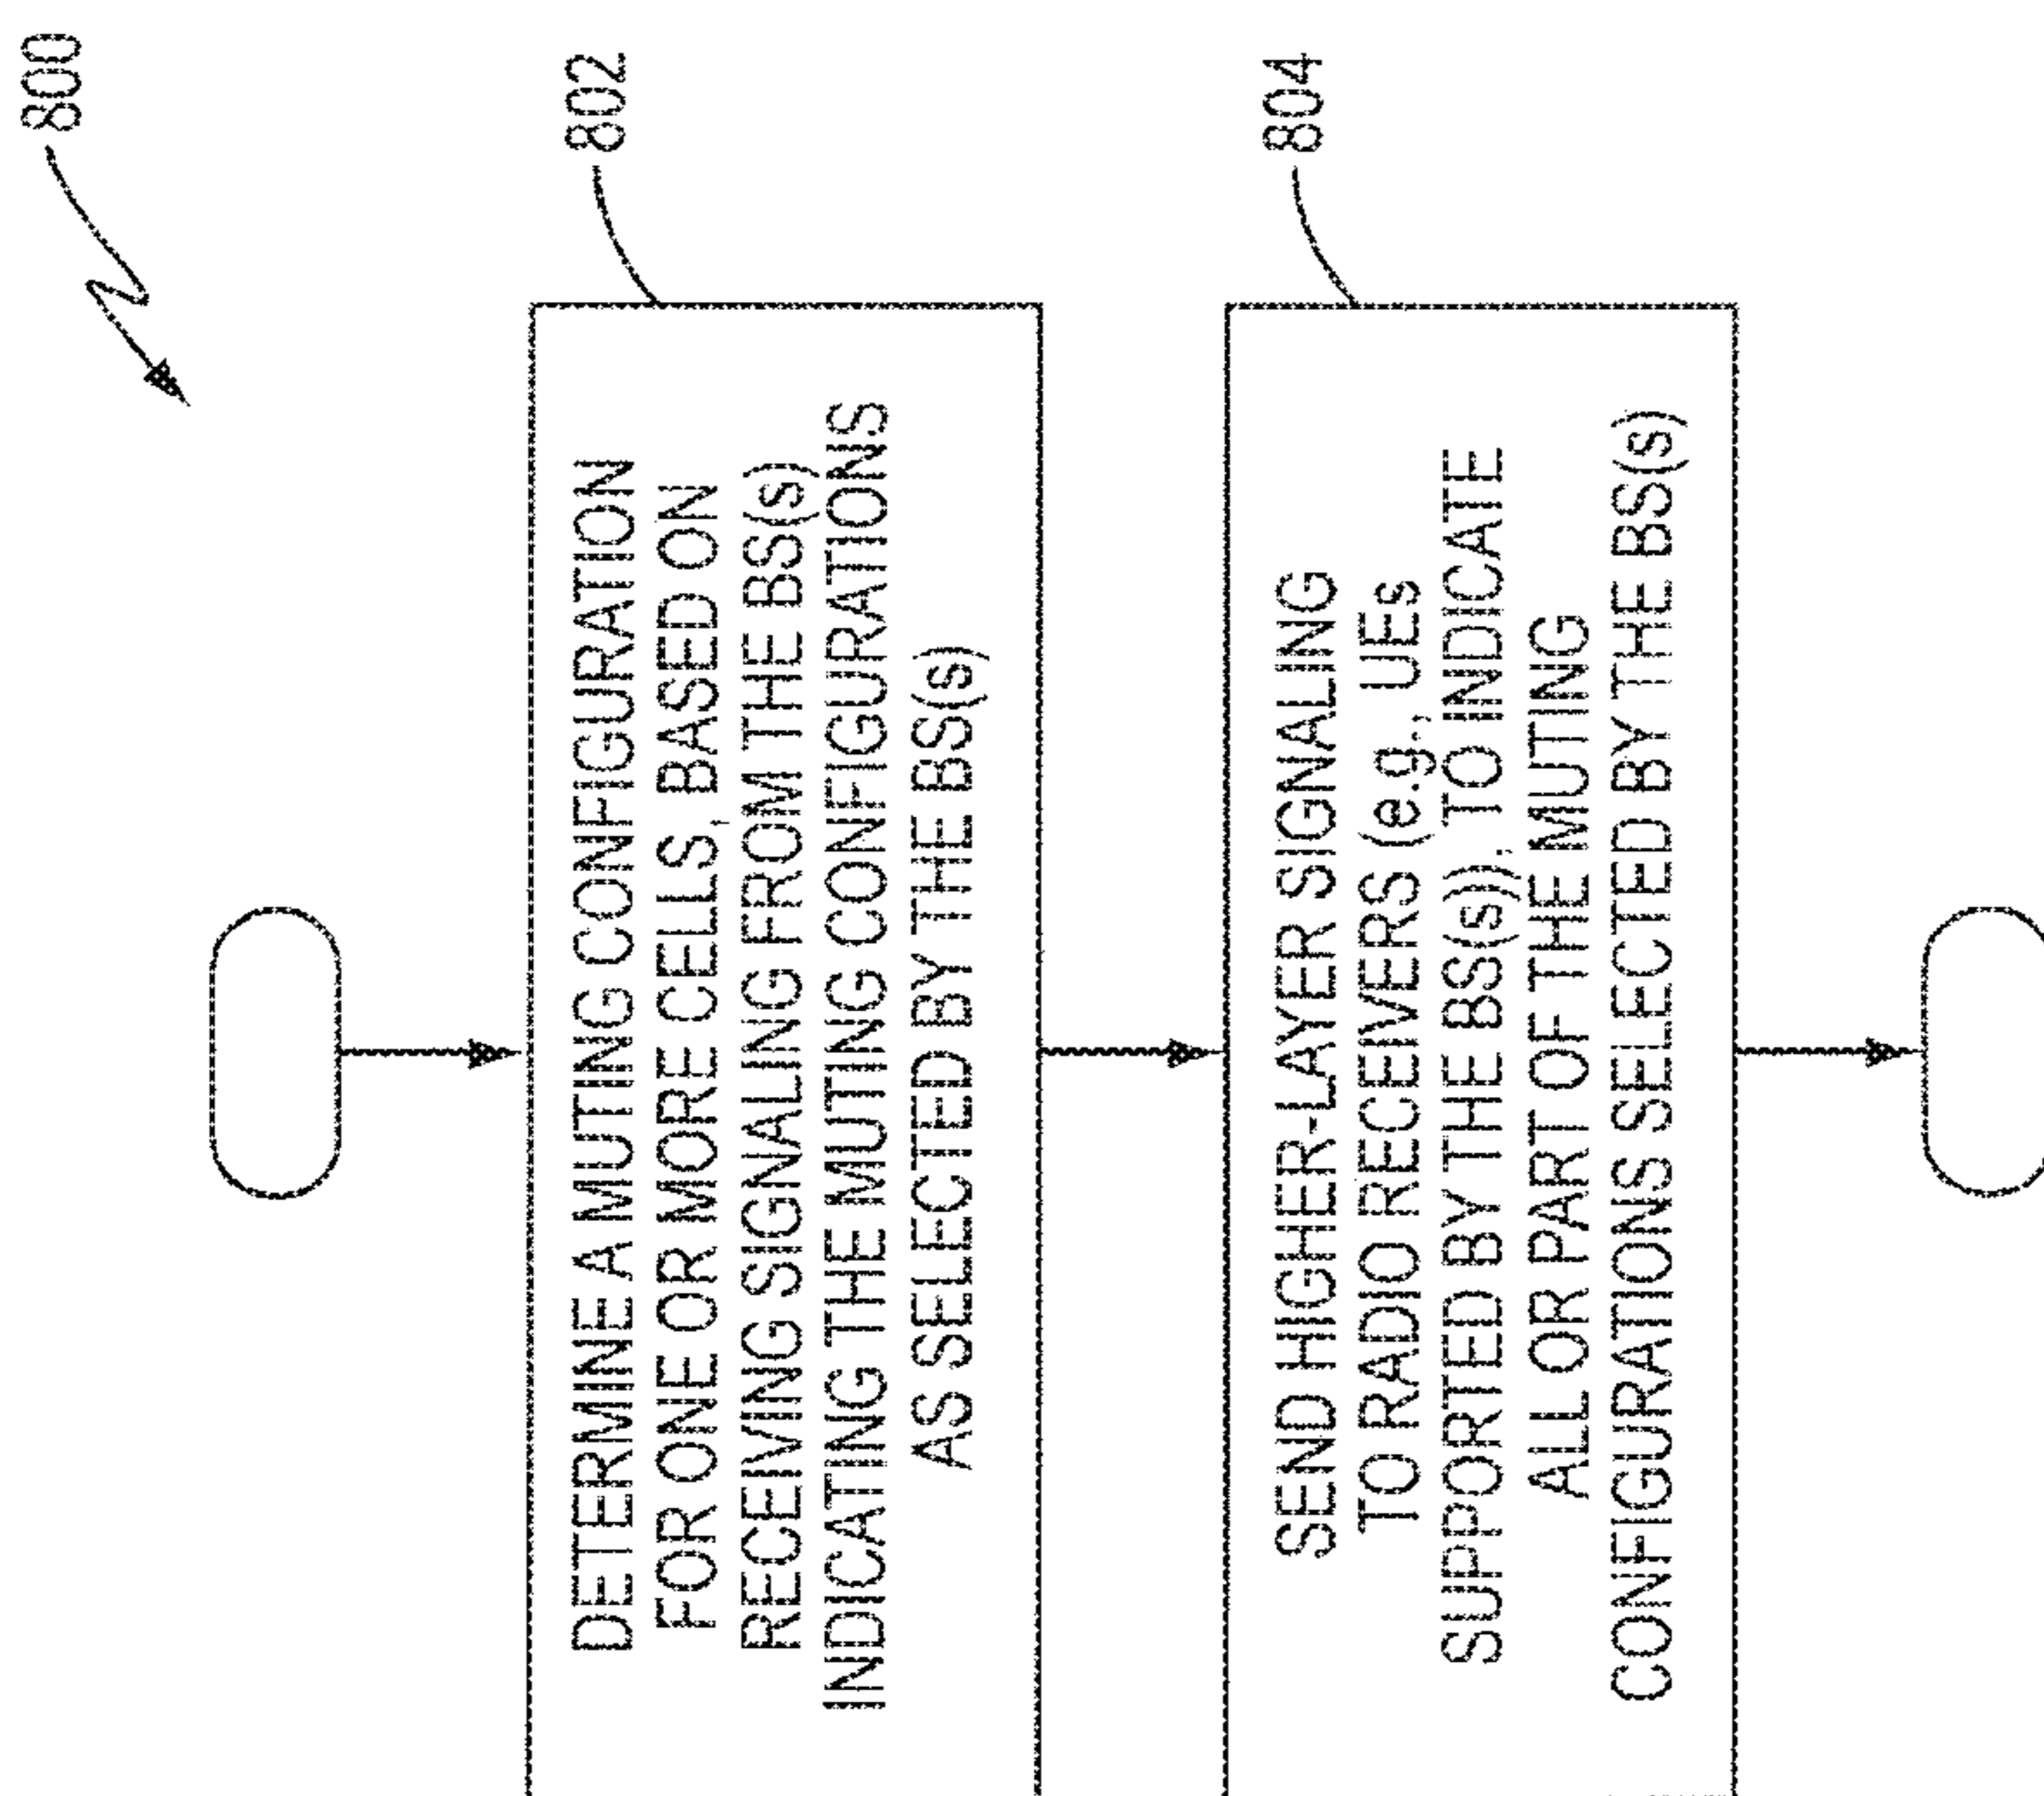 800
802
DETERMINE A MUTING CONFIGURATION
FOR ONE OR MORE CELLS, BASED ON
RECEIVING SIGNALING FROM THE BS(s)
INDICATING THE MUTING CONFIGURATIONS
AS SELECTED BY THE BS(s)
804
SEND HIGHER-LAYER SIGNALING
TO RADIO RECEIVERS (e.g., UEs
SUPPORTED BY THE BS(s)), TO INDICATE
ALL OR PART OF THE MUTING
CONFIGURATIONS SELECTED BY THE BS(s)